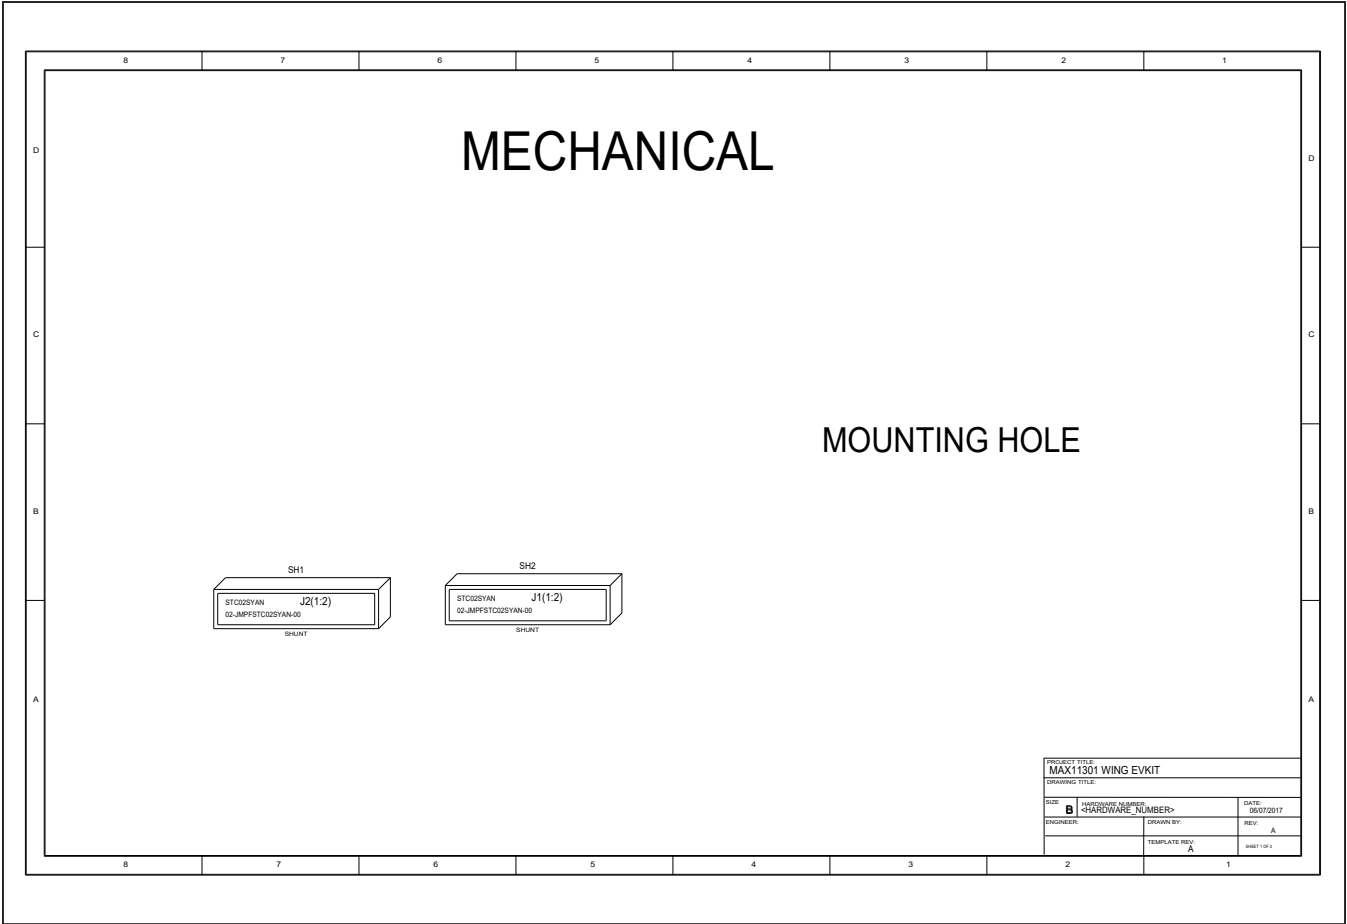 8 7 6 5 4 3 2 1
MECHANICAL
D D
C C
MOUNTING HOLE
B B
SH1
STC02SYAN J2(1:2)
02-JMPFSTC02SYAN-00
SHUNT
SH2
STC02SYAN J1(1:2)
02-JMPFSTC02SYAN-00
SHUNT
A A
PROJECT TITLE:
MAX11301 WING EVKIT
DRAWING TITLE:
SIZE
B
HARDWARE NUMBER:
<HARDWARE_NUMBER>
DATE:
06/07/2017
ENGINEER:
DRAWN BY:
REV:
A
TEMPLATE REV:
A
8 7 6 5 4 3 2 1